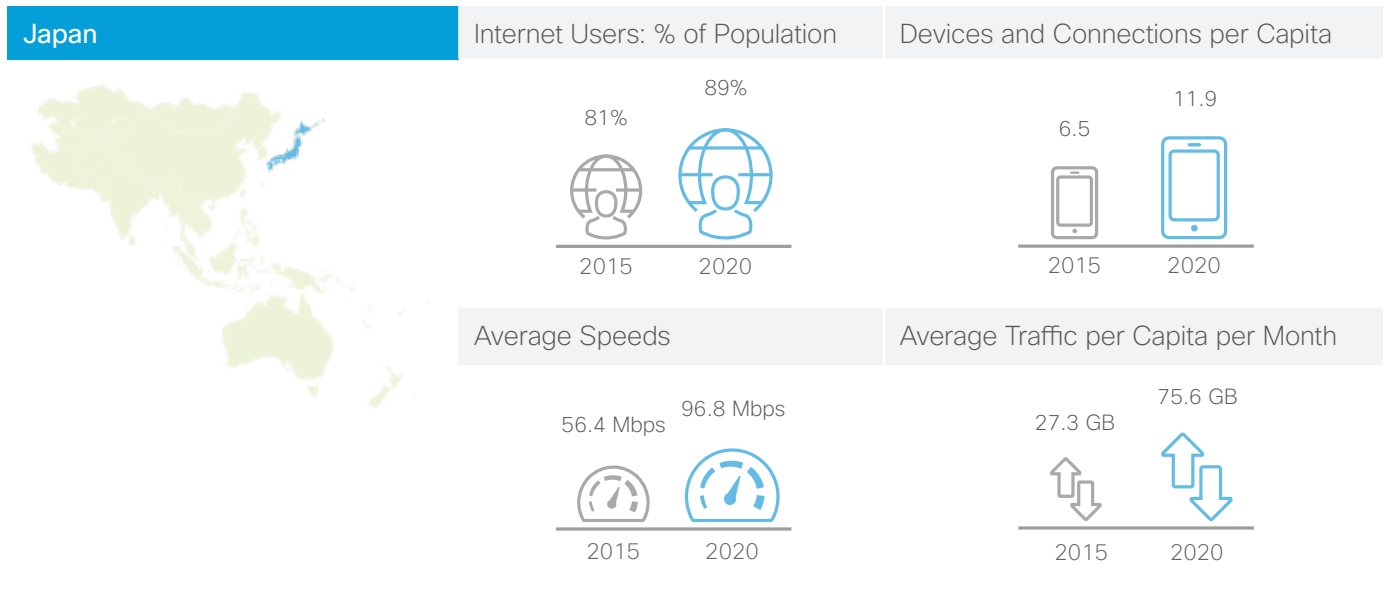 Japan
Internet Users: % of Population
Devices and Connections per Capita
81%
89%
2015
2020
6.5
11.9
2015
2020
Average Speeds
Average Traffic per Capita per Month
56.4 Mbps
96.8 Mbps
2015
2020
27.3 GB
75.6 GB
2015
2020